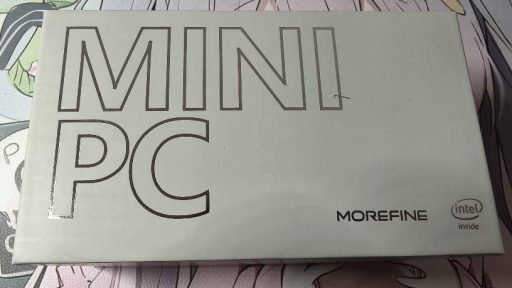 MINI
PC
MOREFINE
intel
inside